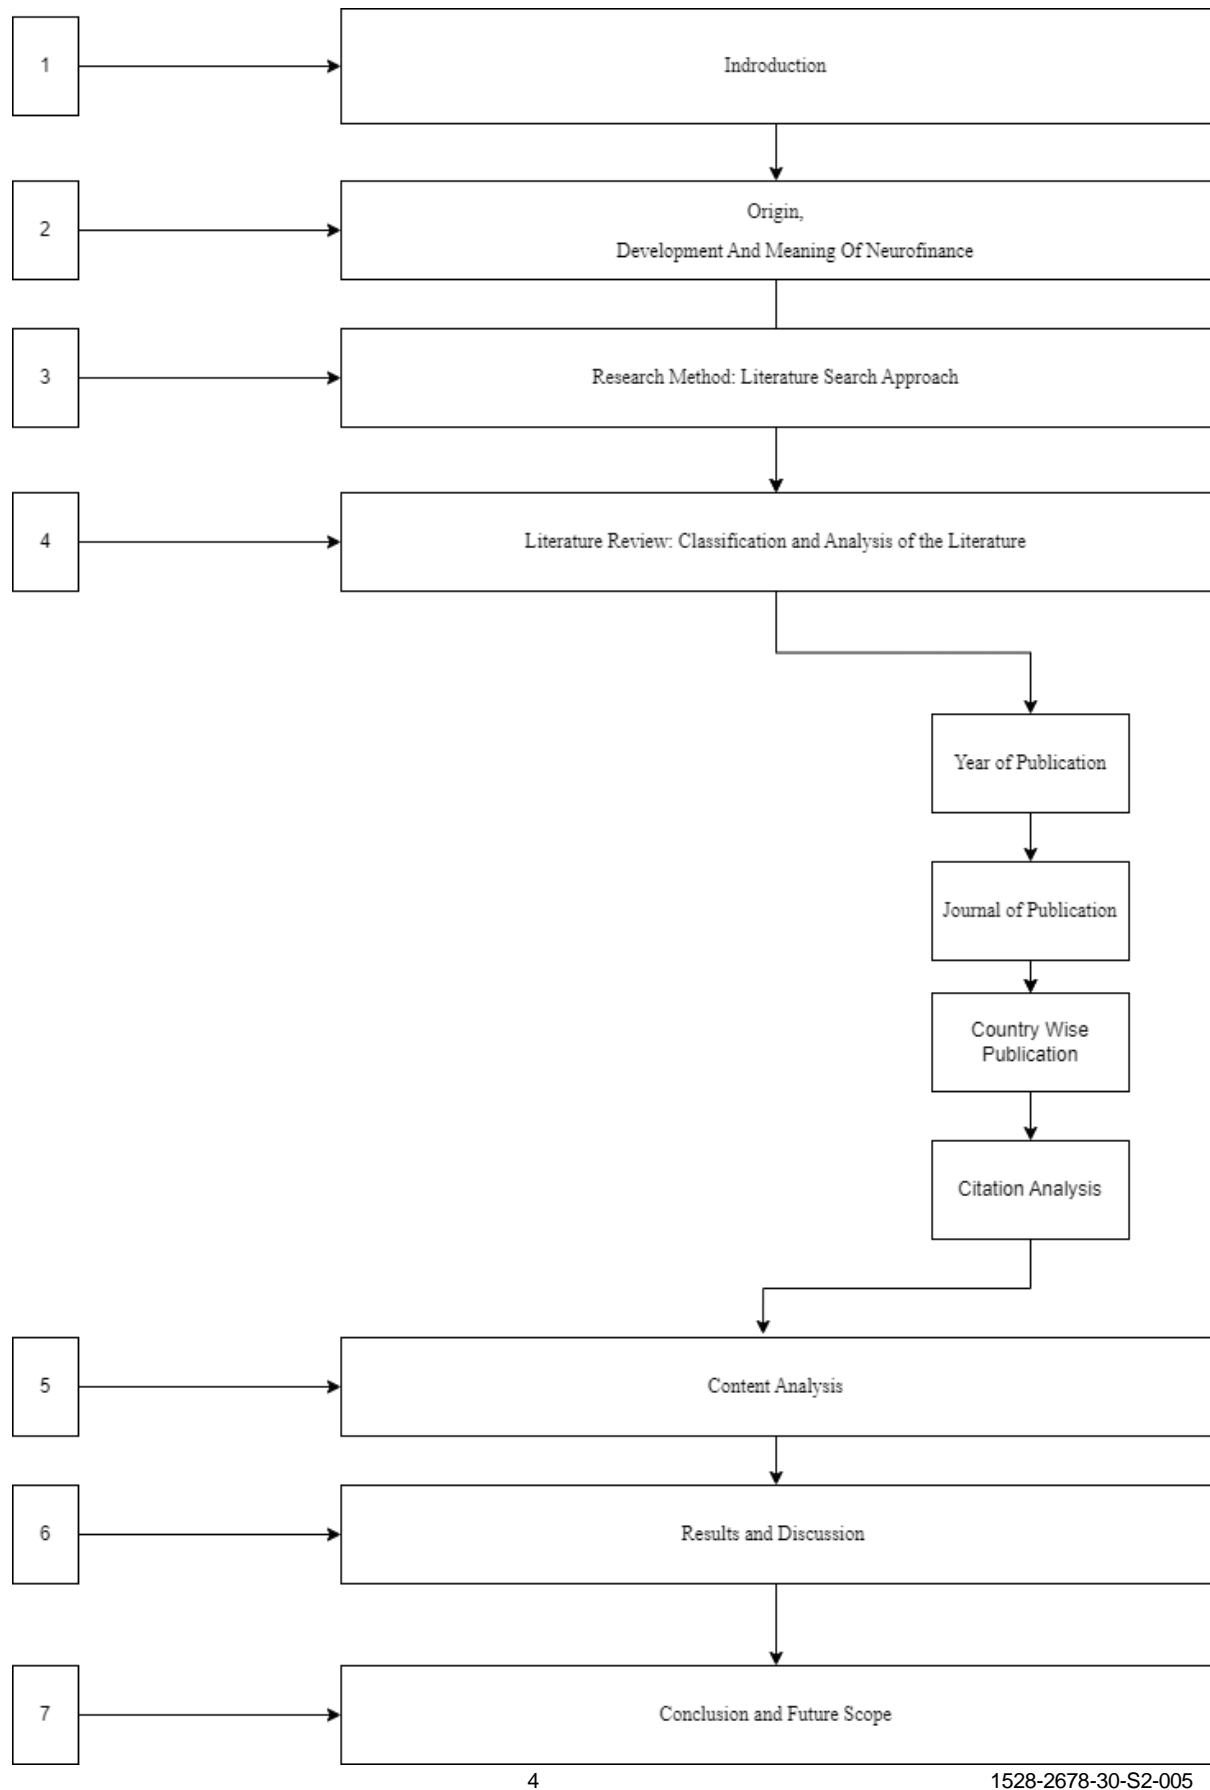 1
Indroduction
2
Origin,
Development And Meaning Of Neurofinance
3
Research Method: Literature Search Approach
4
Literature Review: Classification and Analysis of the Literature
Year of Publication
Journal of Publication
Country Wise
Publication
Citation Analysis
5
Content Analysis
6
Results and Discussion
7
Conclusion and Future Scope
4
1528-2678-30-S2-005